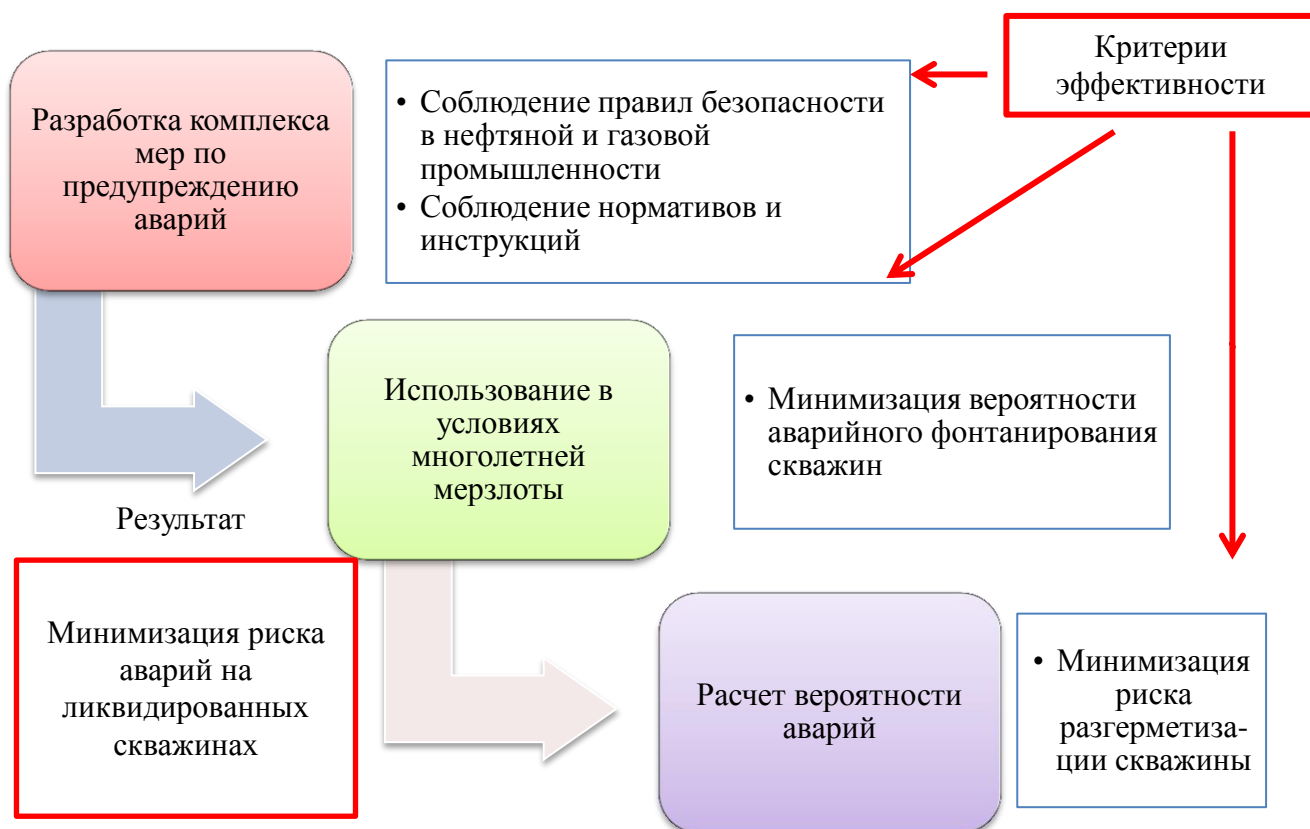 Разработка комплекса
мер по
предупреждению
аварий
• Соблюдение правил безопасности
в нефтяной и газовой
промышленности
• Соблюдение нормативов и
инструкций
Критерии
эффективности
Использование в
условиях
многолетней
мерзлоты
• Минимизация вероятности
аварийного фонтанирования
скважин
Результат
Минимизация риска
аварий на
ликвидированных
скважинах
Расчет вероятности
аварий
• Минимизация
риска
разгерметиза-
ции скважины